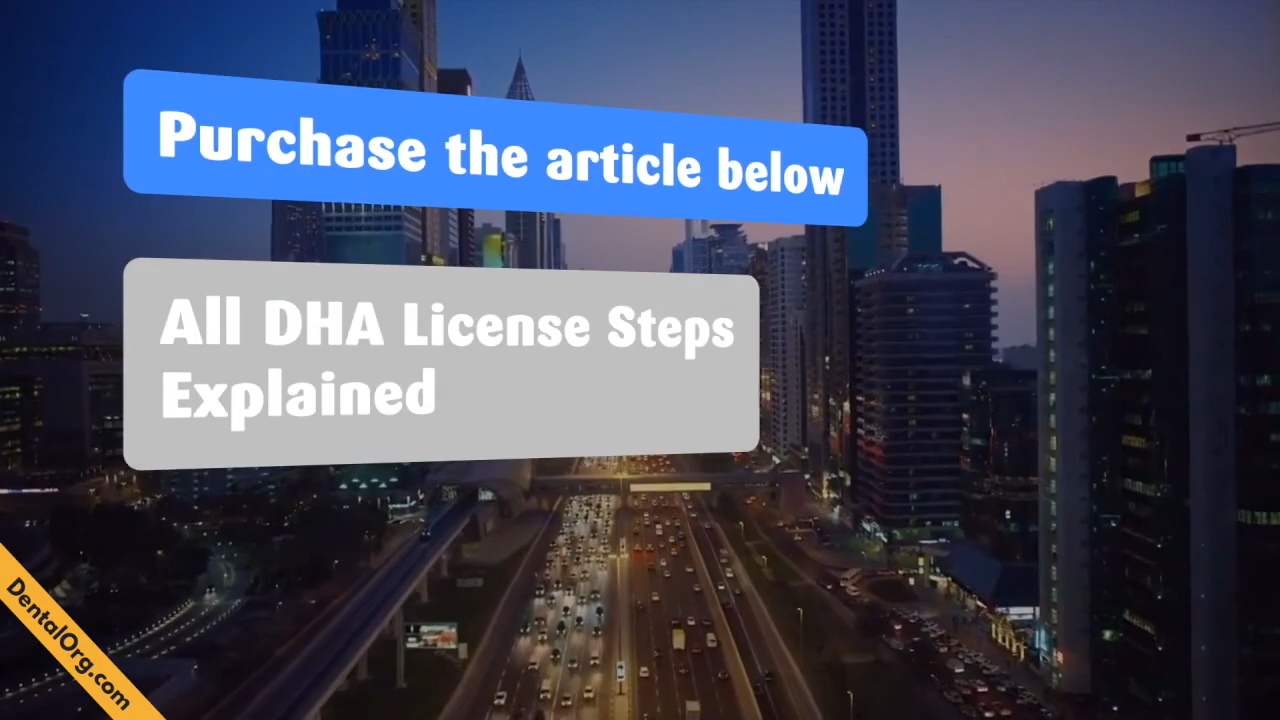 Purchase the article below
All DHA License Steps
Explained
DentalOrg.com